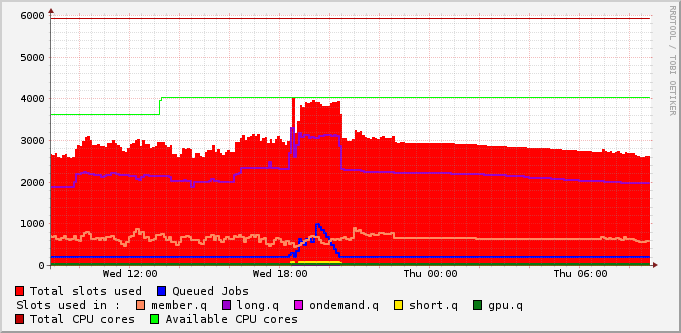 6000
5000
4000
3000
2000
1000
0
Wed 12:00 Wed 18:00 Thu 00:00 Thu 06:00
RRDTOOL / TOBI OETIKER
Total slots used Queued Jobs
Slots used in : member.q long.q ondemand.q short.q gpu.q
Total CPU cores Available CPU cores